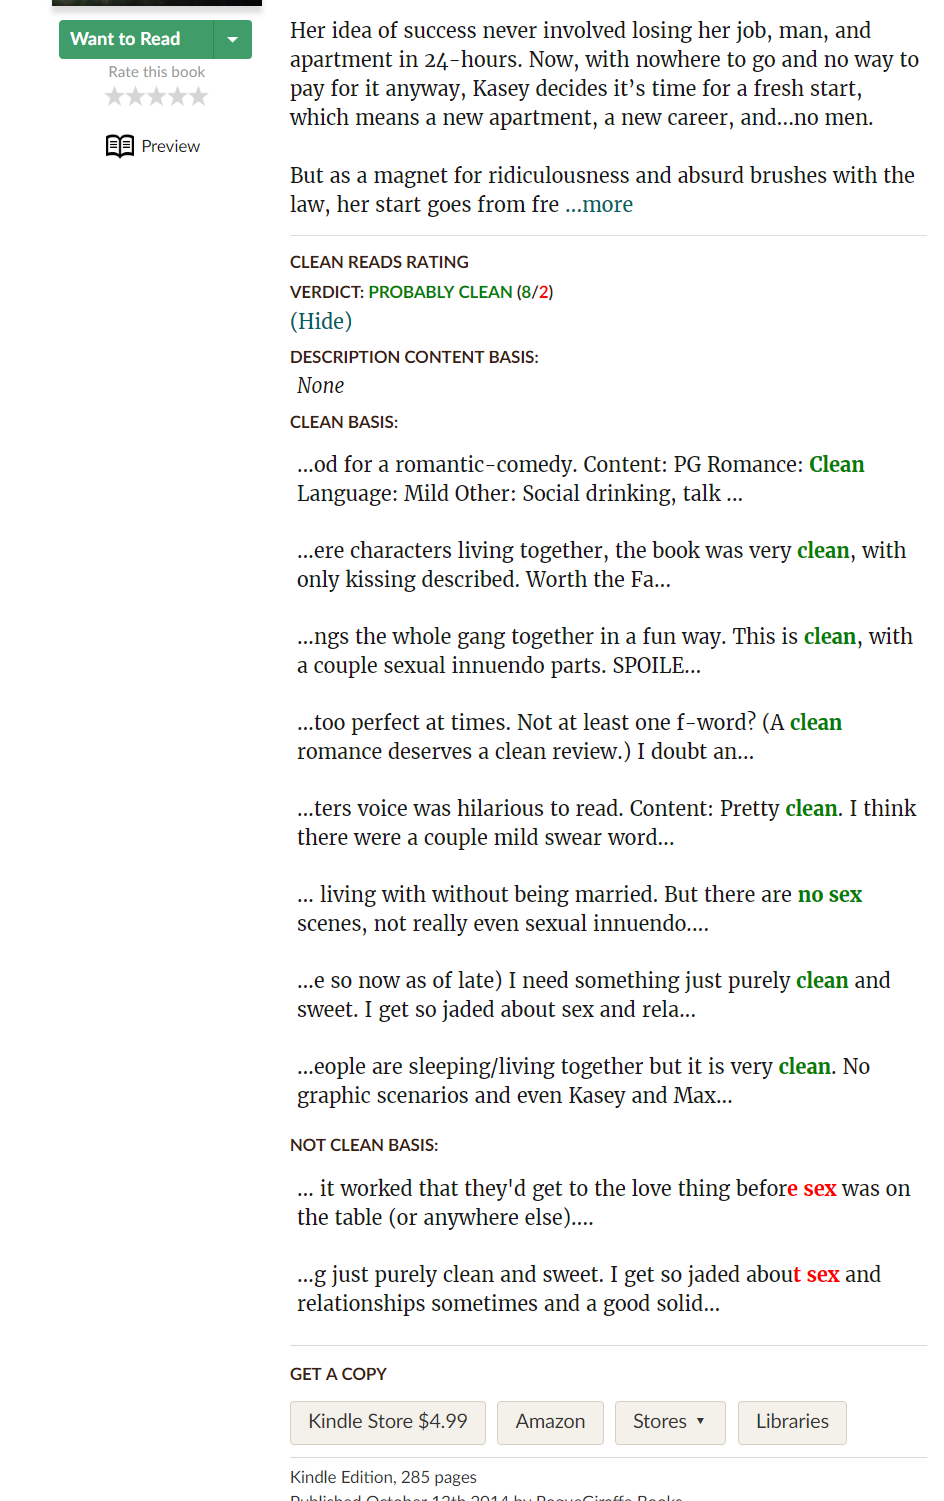 Want to Read
Rate this book
Preview
Her idea of success never involved losing her job, man, and
apartment in 24-hours. Now, with nowhere to go and no way to
pay for it anyway, Kasey decides it’s time for a fresh start,
which means a new apartment, a new career, and...no men.
But as a magnet for ridiculousness and absurd brushes with the
law, her start goes from fre ...more
CLEAN READS RATING
VERDICT: PROBABLY CLEAN (8/2)
(Hide)
DESCRIPTION CONTENT BASIS:
None
CLEAN BASIS:
...od for a romantic-comedy. Content: PG Romance: Clean
Language: Mild Other: Social drinking, talk ...
...ere characters living together, the book was very clean, with
only kissing described. Worth the Fa...
...ngs the whole gang together in a fun way. This is clean, with
a couple sexual innuendo parts. SPOILE...
...too perfect at times. Not at least one f-word? (A clean
romance deserves a clean review.) I doubt an...
...ters voice was hilarious to read. Content: Pretty clean. I think
there were a couple mild swear word...
... living with without being married. But there are no sex
scenes, not really even sexual innuendo....
...e so now as of late) I need something just purely clean and
sweet. I get so jaded about sex and rela...
...eople are sleeping/living together but it is very clean. No
graphic scenarios and even Kasey and Max...
NOT CLEAN BASIS:
... it worked that they'd get to the love thing before sex was on
the table (or anywhere else)....
...g just purely clean and sweet. I get so jaded about sex and
relationships sometimes and a good solid...
GET A COPY
Kindle Store $4.99
Amazon
Stores ▼
Libraries
Kindle Edition, 285 pages
Published October 13th 2014 by RogueGiraffe Books